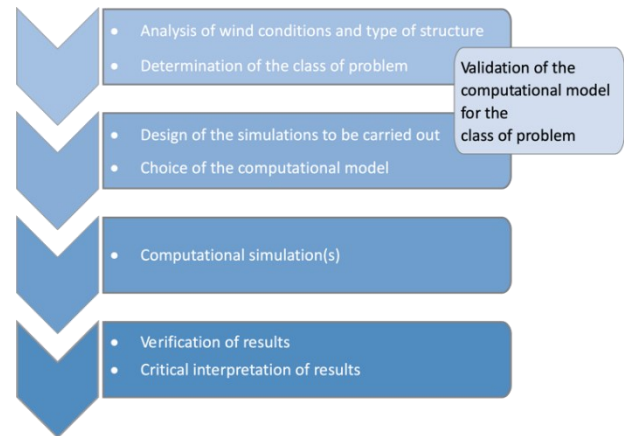 • Analysis of wind conditions and type of structure
• Determination of the class of problem
Validation of the
computational model
for the
class of problem
• Design of the simulations to be carried out
• Choice of the computational model
• Computational simulation(s)
• Verification of results
• Critical interpretation of results